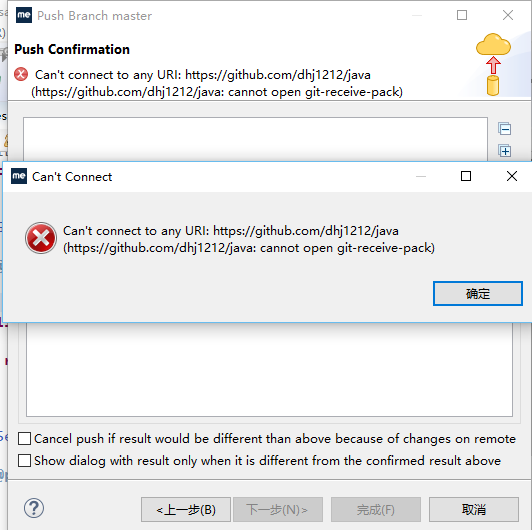 me Push Branch master
Push Confirmation
Can't connect to any URI: https://github.com/dhj1212/java
(https://github.com/dhj1212/java: cannot open git-receive-pack)
me Can't Connect
Can't connect to any URI: https://github.com/dhj1212/java
(https://github.com/dhj1212/java: cannot open git-receive-pack)
确定
Cancel push if result would be different than above because of changes on remote
Show dialog with result only when it is different from the confirmed result above
<上一步(B)
下一步(N)>
完成(F)
取消